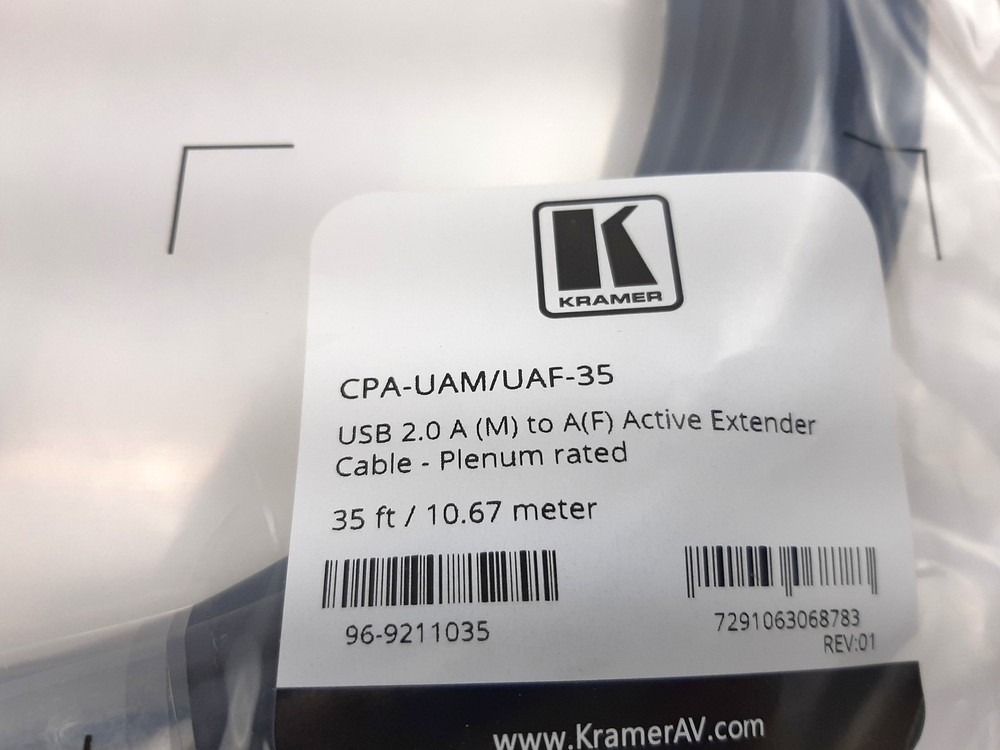 KRAMER
CPA-UAM/UAF-35
USB 2.0 A (M) to A(F) Active Extender
Cable - Plenum rated
35 ft / 10.67 meter
96-9211035
7291063068783
REV:01
www.KramerAV.com